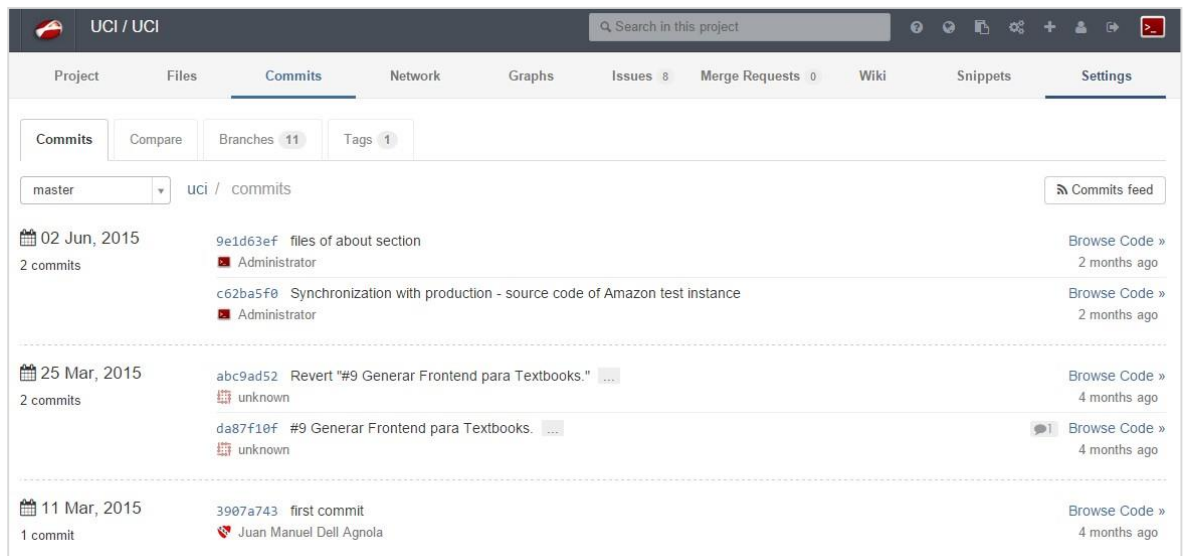 UCI / UCI
Search in this project
>_
Project Files Commits Network Graphs Issues 8 Merge Requests 0 Wiki Snippets Settings
Commits Compare Branches 11 Tags 1
master uci / commits Commits feed
02 Jun, 2015
2 commits
9e1d63ef files of about section Browse Code »
Administrator 2 months ago
c62ba5f0 Synchronization with production - source code of Amazon test instance Browse Code »
Administrator 2 months ago
25 Mar, 2015
2 commits
abc9ad52 Revert "#9 Generar Frontend para Textbooks." ... Browse Code »
unknown 4 months ago
da87f10f #9 Generar Frontend para Textbooks. ... 1 Browse Code »
unknown 4 months ago
11 Mar, 2015
1 commit
3907a743 first commit Browse Code »
Juan Manuel Dell Agnola 4 months ago